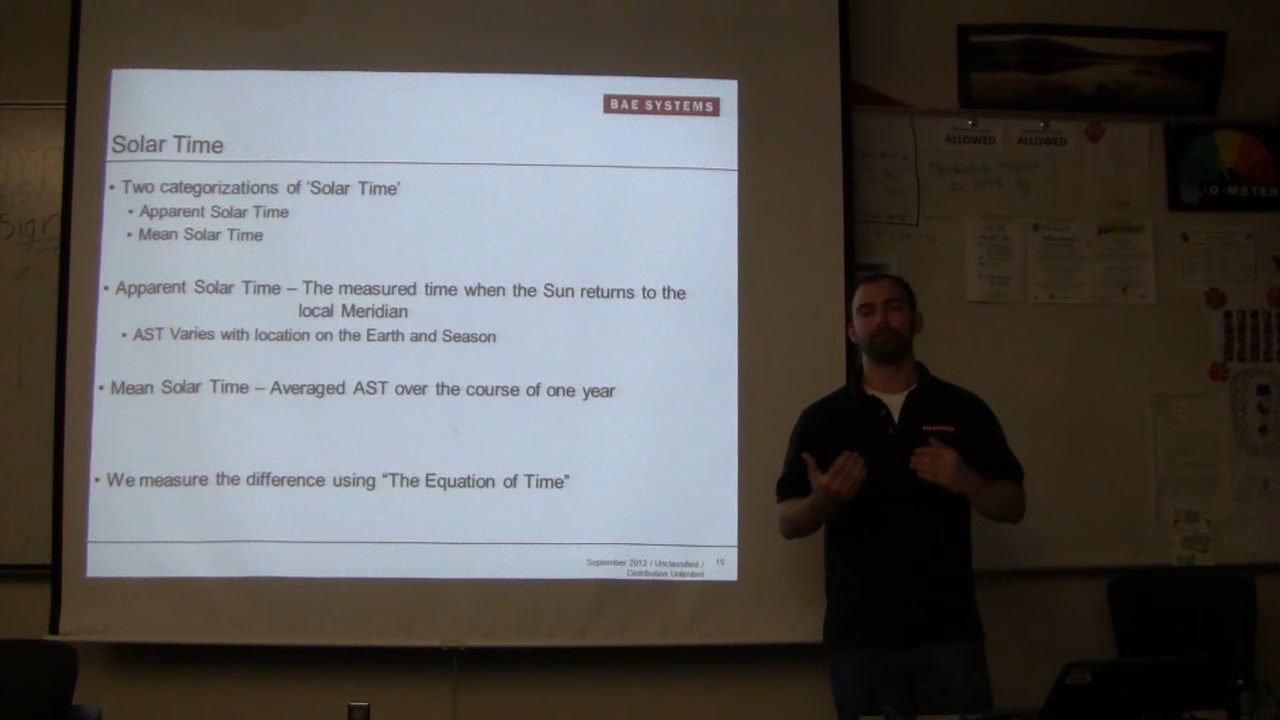 BAE SYSTEMS
Solar Time
• Two categorizations of 'Solar Time'
• Apparent Solar Time
• Mean Solar Time
• Apparent Solar Time – The measured time when the Sun returns to the
local Meridian
• AST Varies with location on the Earth and Season
• Mean Solar Time – Averaged AST over the course of one year
• We measure the difference using "The Equation of Time"
September 2012 / Unclassified /
Distribution Unlimited
15
ALLOWED
ALLOWED
-O-METER
Sign